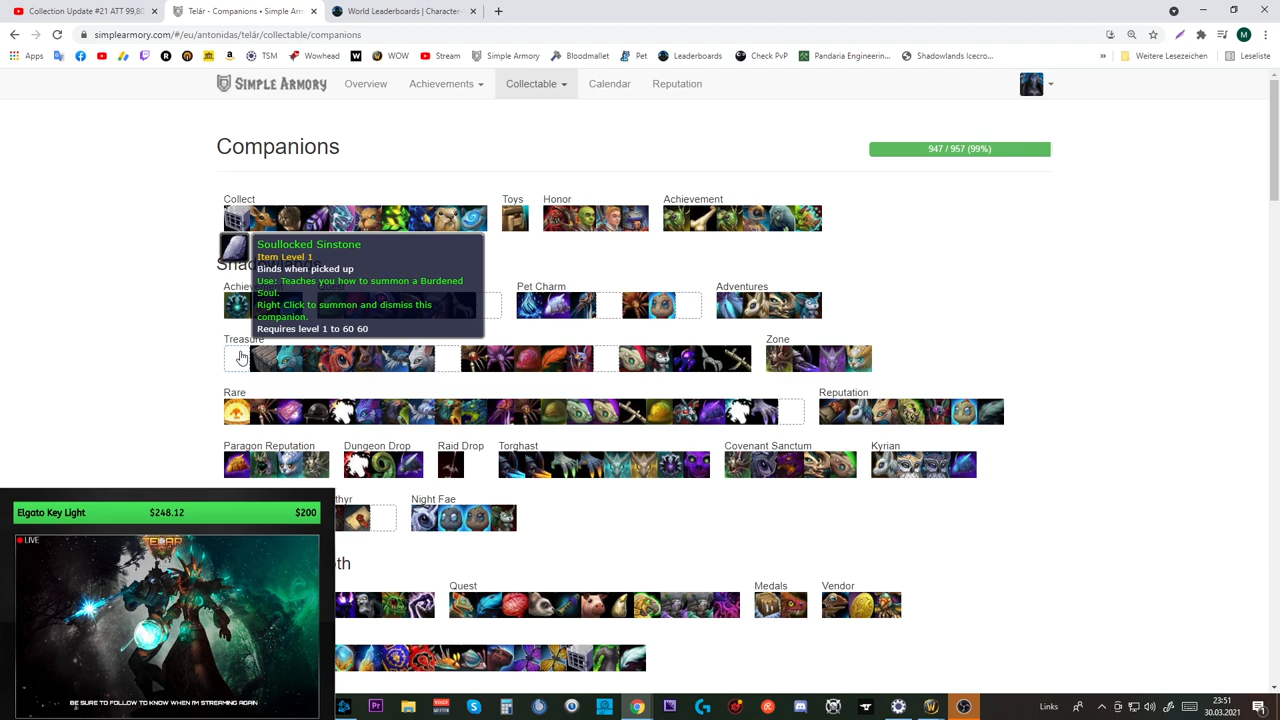 Collection Update #21 ATT 99,80
Telár - Companions - Simple Armo
World Leaderboards | Character-
simplearmory.com/#/eu/antonidas/telár/collectable/companions
M
Apps
TSM
Wowhead
WOW
Stream
Simple Armory
Bloodmallet
Pet
Leaderboards
Check PvP
Pandaria Engineerin...
Shadowlands Icecro...
»
Weitere Lesezeichen
Leseliste
SIMPLE ARMORY
Overview
Achievements
Collectable
Calendar
Reputation
Companions
947 / 957 (99%)
Collect
Toys
Honor
Achievement
Soullocked Sinstone
Item Level 1
Binds when picked up
Use: Teaches you how to summon a Burdened
Soul.
Right Click to summon and dismiss this
companion.
Requires level 1 to 60 60
Pet Charm
Adventures
Treasure
Zone
Rare
Reputation
Paragon Reputation
Dungeon Drop
Raid Drop
Torghast
Covenant Sanctum
Kyrian
thyr
Night Fae
Elgato Key Light
$248.12
$200
LIVE
TELAR
BE SURE TO FOLLOW TO KNOW WHEN I'M STREAMING AGAIN
th
Quest
Medals
Vendor
Links
23:51
30.03.2021